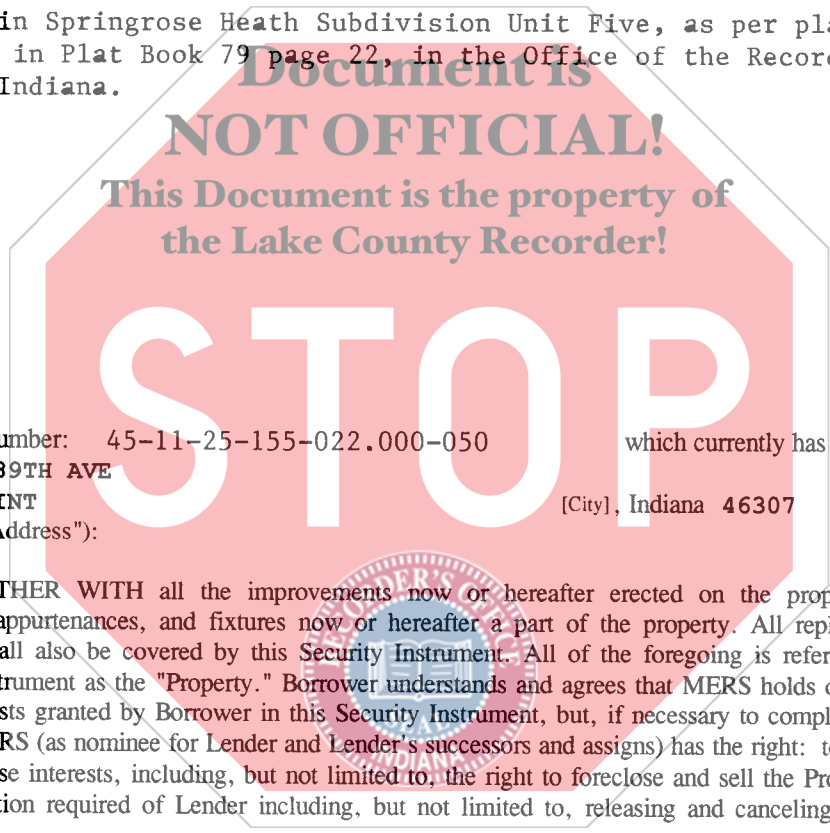 in Springrose Heath Subdivision Unit Five, as per pla
in Plat Book 79 page 22, in the Office of the Recor
Indiana.
Document is
NOT OFFICIAL!
This Document is the property of
the Lake County Recorder!
STOP
umber: 45-11-25-155-022.000-050 which currently has
39TH AVE
INT [City], Indiana 46307
Address"):
THER WITH all the improvements now or hereafter erected on the prop
appurtenances, and fixtures now or hereafter a part of the property. All repl
all also be covered by this Security Instrument. All of the foregoing is refer
trument as the "Property." Borrower understands and agrees that MERS holds o
sts granted by Borrower in this Security Instrument, but, if necessary to compl
RS (as nominee for Lender and Lender's successors and assigns) has the right: t
se interests, including, but not limited to, the right to foreclose and sell the Pro
tion required of Lender including, but not limited to, releasing and canceling
RECORDER'S OFFICE
SEAL
INDIANA